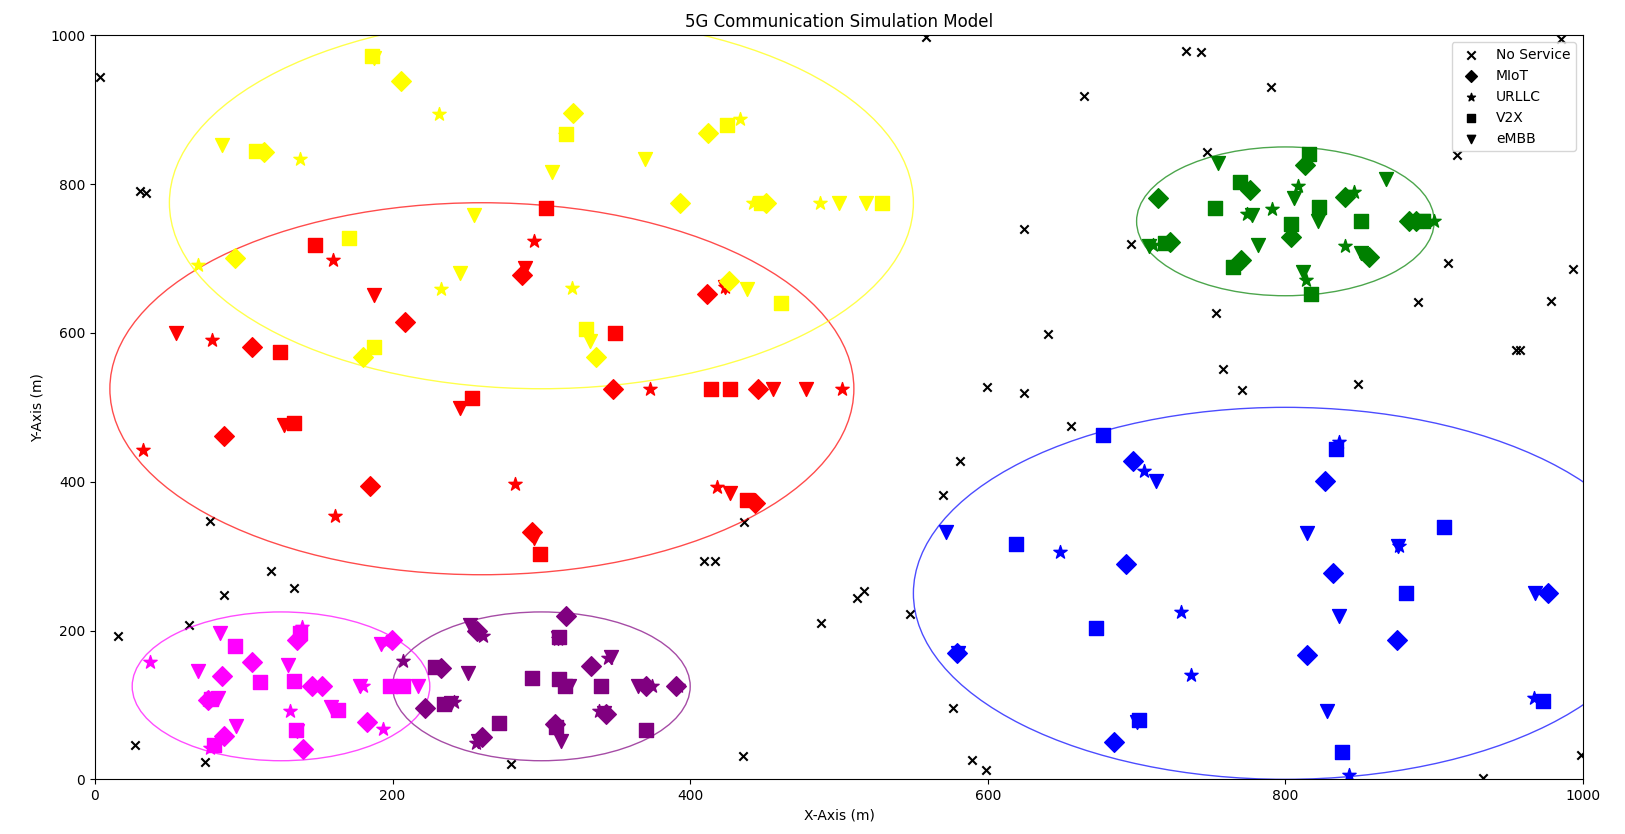 5G Communication Simulation Model
1000
800
600
400
200
0
Y-Axis (m)
No Service
MIoT
URLLC
V2X
eMBB
0
200
400
600
800
1000
X-Axis (m)